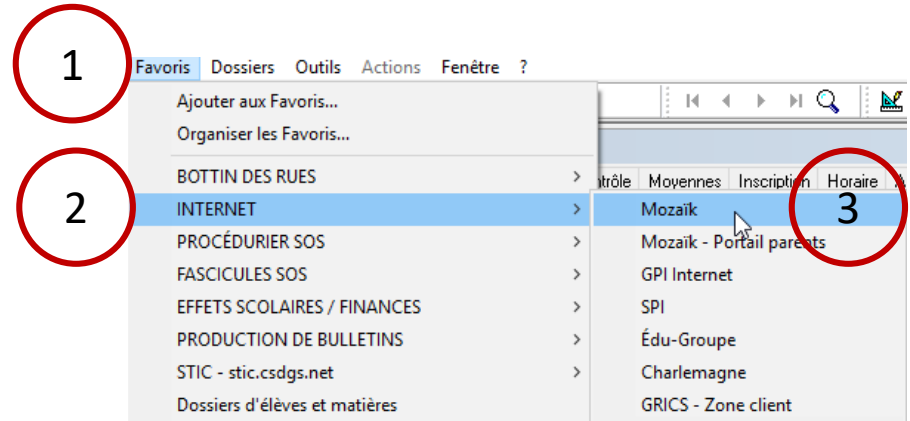 1
Favoris Dossiers Outils Actions Fenêtre ?
Ajouter aux Favoris...
Organiser les Favoris...
BOTTIN DES RUES
ntrôle Moyennes Inscription Horaire
2
INTERNET
Mozaïk
3
PROCÉDURIER SOS
Mozaïk - Portail parents
FASCICULES SOS
GPI Internet
EFFETS SCOLAIRES / FINANCES
SPI
PRODUCTION DE BULLETINS
Édu-Groupe
STIC - stic.csdgs.net
Charlemagne
Dossiers d'élèves et matières
GRICS - Zone client